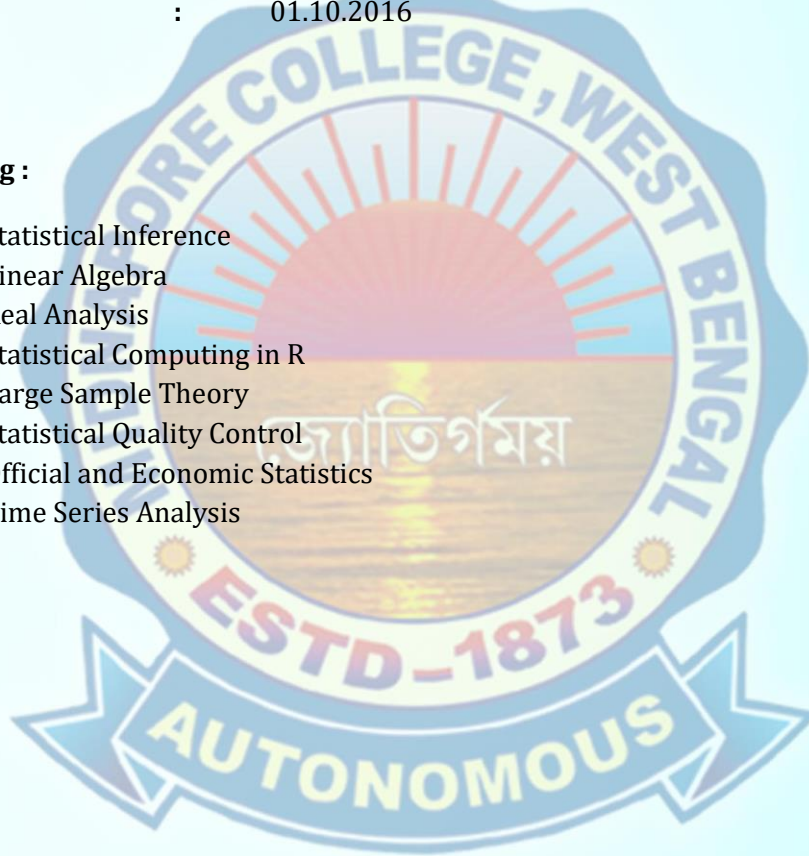 : 01.10.2016
g :
tatistical Inference
inear Algebra
eal Analysis
tatistical Computing in R
arge Sample Theory
tatistical Quality Control
fficial and Economic Statistics
ime Series Analysis
MIDNAPORE COLLEGE, WEST BENGAL
জ্যোতির্গময়
ESTD-1873
AUTONOMOUS